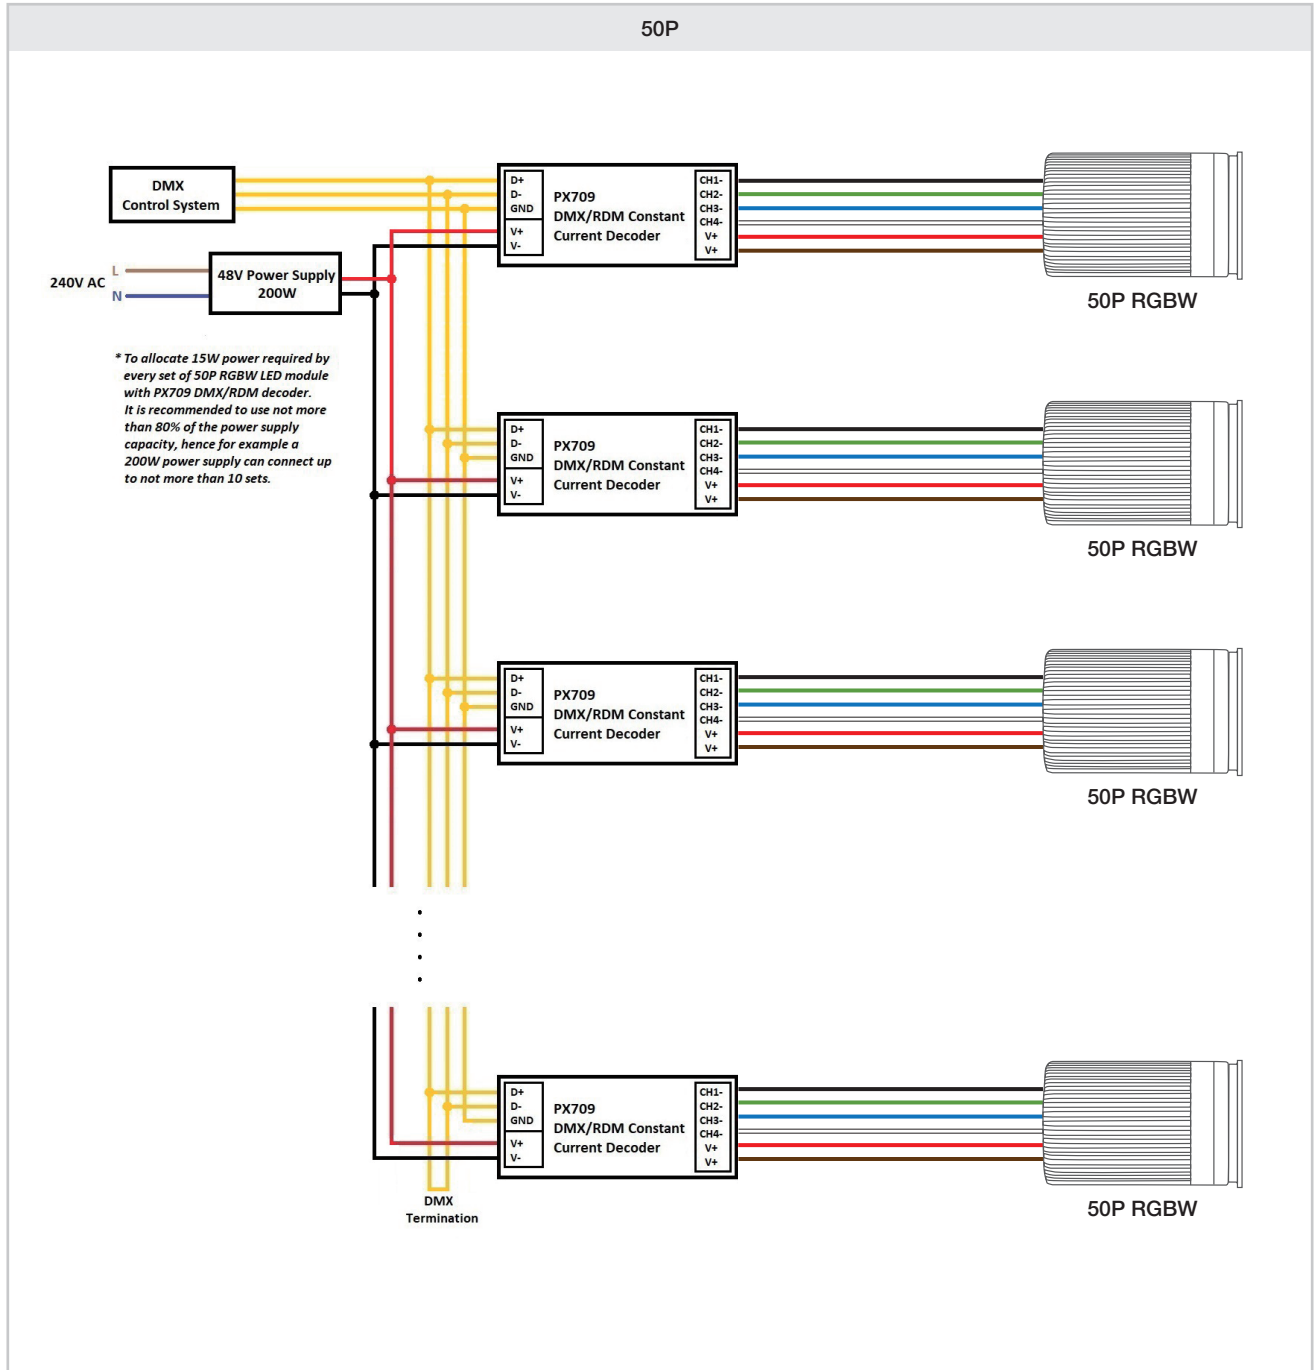 50P
DMX
Control System
240V AC
L
N
48V Power Supply
200W
* To allocate 15W power required by
every set of 50P RGBW LED module
with PX709 DMX/RDM decoder.
It is recommended to use not more
than 80% of the power supply
capacity, hence for example a
200W power supply can connect up
to not more than 10 sets.
D+
D-
GND
V+
V-
PX709
DMX/RDM Constant
Current Decoder
CH1-
CH2-
CH3-
CH4-
V+
V+
50P RGBW
D+
D-
GND
V+
V-
PX709
DMX/RDM Constant
Current Decoder
CH1-
CH2-
CH3-
CH4-
V+
V+
50P RGBW
D+
D-
GND
V+
V-
PX709
DMX/RDM Constant
Current Decoder
CH1-
CH2-
CH3-
CH4-
V+
V+
50P RGBW
D+
D-
GND
V+
V-
PX709
DMX/RDM Constant
Current Decoder
CH1-
CH2-
CH3-
CH4-
V+
V+
50P RGBW
DMX
Termination